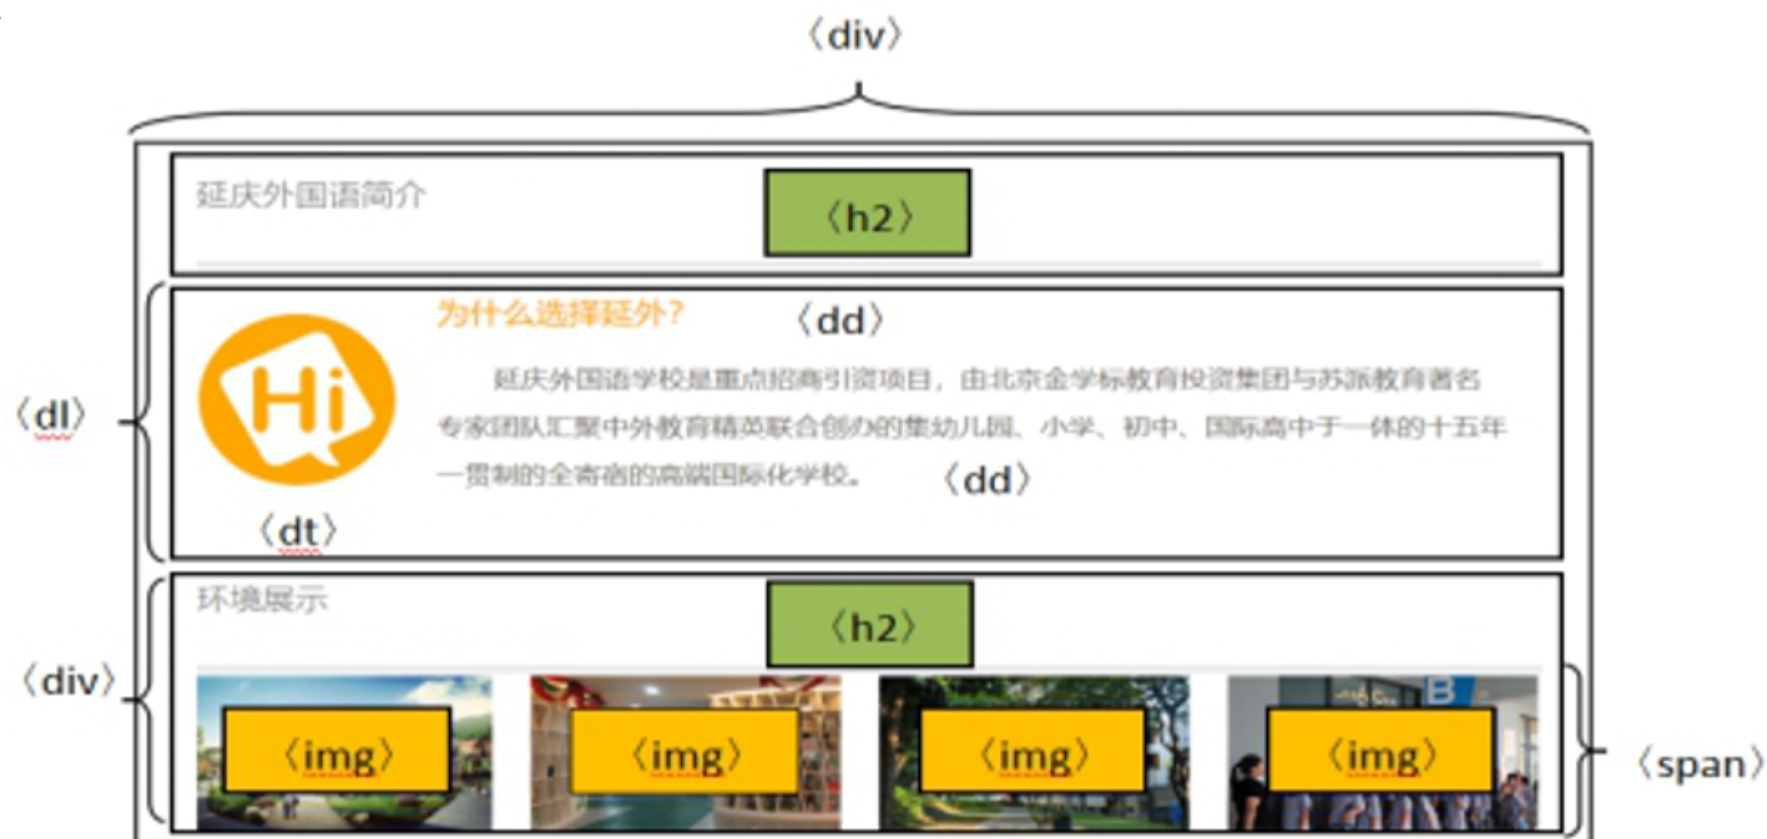 〈div〉
延庆外国语简介
〈h2〉
为什么选择延外?
〈dd〉
Hi
延庆外国语学校是重点招商引资项目，由北京金学标教育投资集团与苏派教育著名
专家团队汇聚中外教育精英联合创办的集幼儿园、小学、初中、国际高中于一体的十五年
一贯制的全寄宿的高端国际化学校。
〈dd〉
〈dl〉
〈dt〉
环境展示
〈h2〉
〈div〉
B
〈img〉
〈img〉
〈img〉
〈img〉
〈span〉